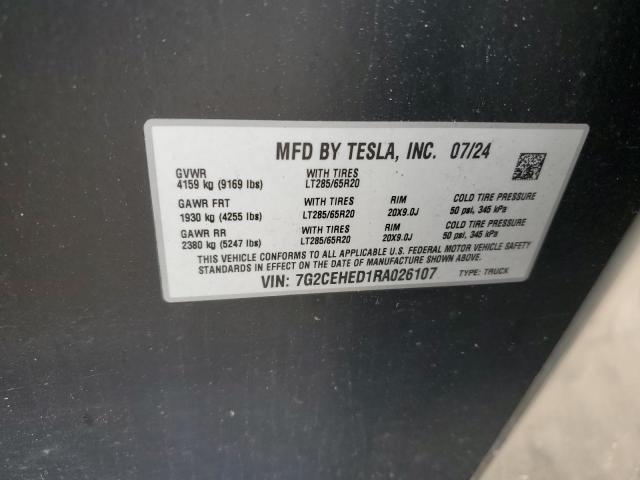 MFD BY TESLA, INC. 07/24
GVWR WITH TIRES
4159 kg (9169 lbs) LT285/65R20
GAWR FRT WITH TIRES RIM COLD TIRE PRESSURE
1930 kg (4255 lbs) LT285/65R20 20X9.0J 50 psi, 345 kPa
GAWR RR WITH TIRES RIM COLD TIRE PRESSURE
2380 kg (5247 lbs) LT285/65R20 20X9.0J 50 psi, 345 kPa
THIS VEHICLE CONFORMS TO ALL APPLICABLE U.S. FEDERAL MOTOR VEHICLE SAFETY
STANDARDS IN EFFECT ON THE DATE OF MANUFACTURE SHOWN ABOVE.
VIN: 7G2CEHED1RA026107 TYPE: TRUCK